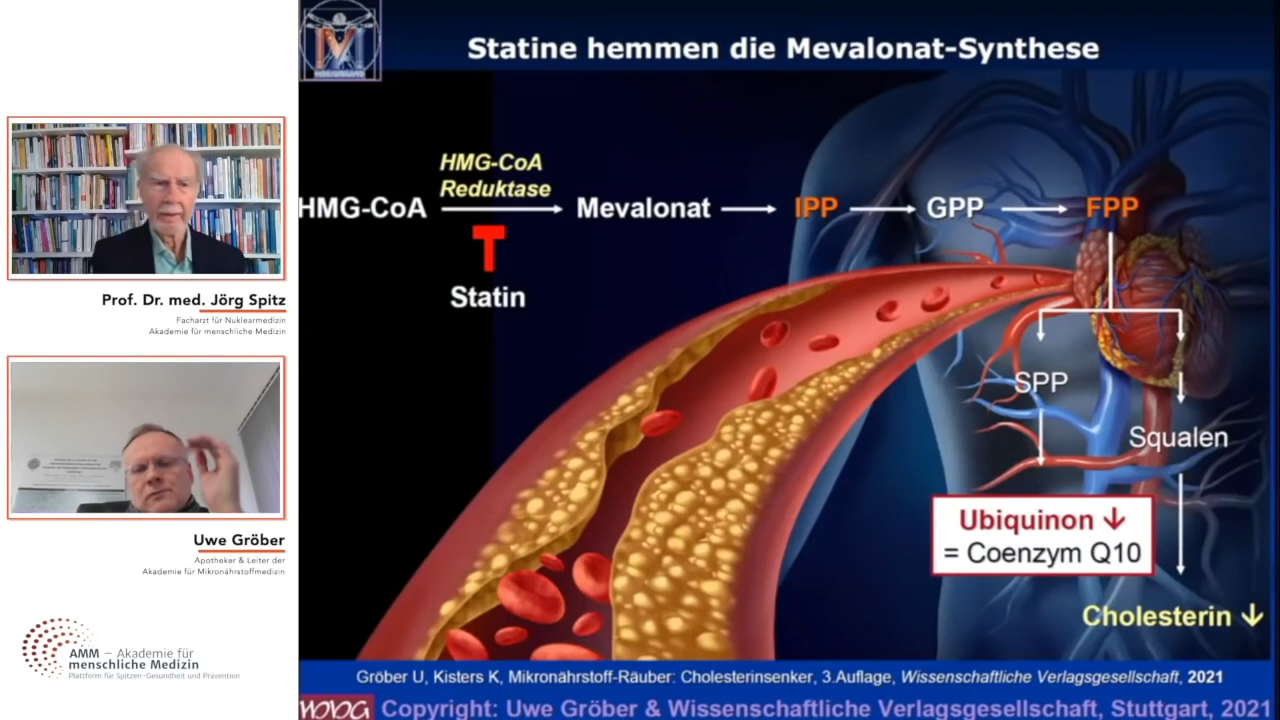 Prof. Dr. med. Jörg Spitz
Facharzt für Nuklearmedizin
Akademie für menschliche Medizin
Uwe Gröber
Apotheker & Leiter der
Akademie für Mikronährstoffmedizin
AMM – Akademie für
menschliche Medizin
Plattform für Spitzen-Gesundheit und Prävention
Statine hemmen die Mevalonat-Synthese
HMG-CoA
Reduktase
HMG-CoA
Mevalonat
IPP
GPP
FPP
Statin
SPP
Squalen
Ubiquinon ↓
= Coenzym Q10
Cholesterin ↓
Gröber U, Kisters K, Mikronährstoff-Räuber: Cholesterinsenker, 3.Auflage, Wissenschaftliche Verlagsgesellschaft, 2021
Copyright: Uwe Gröber & Wissenschaftliche Verlagsgesellschaft, Stuttgart, 2021